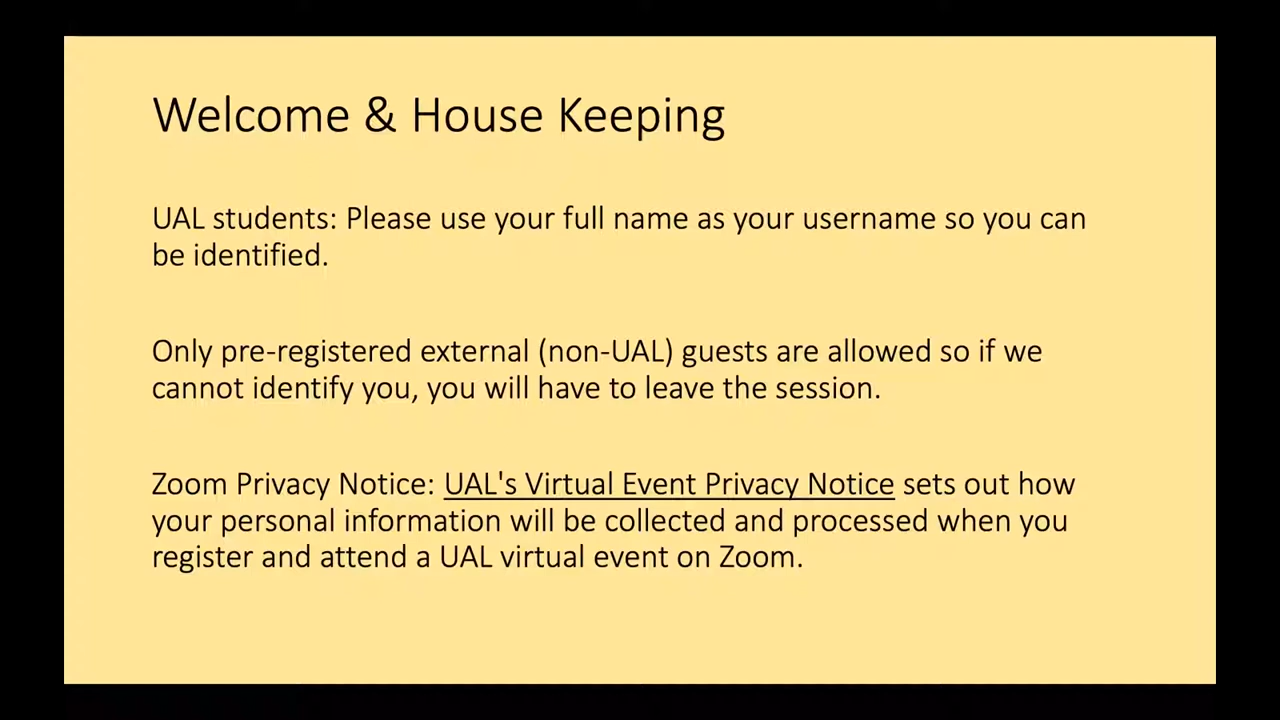 Welcome & House Keeping
UAL students: Please use your full name as your username so you can
be identified.
Only pre-registered external (non-UAL) guests are allowed so if we
cannot identify you, you will have to leave the session.
Zoom Privacy Notice: UAL's Virtual Event Privacy Notice sets out how
your personal information will be collected and processed when you
register and attend a UAL virtual event on Zoom.